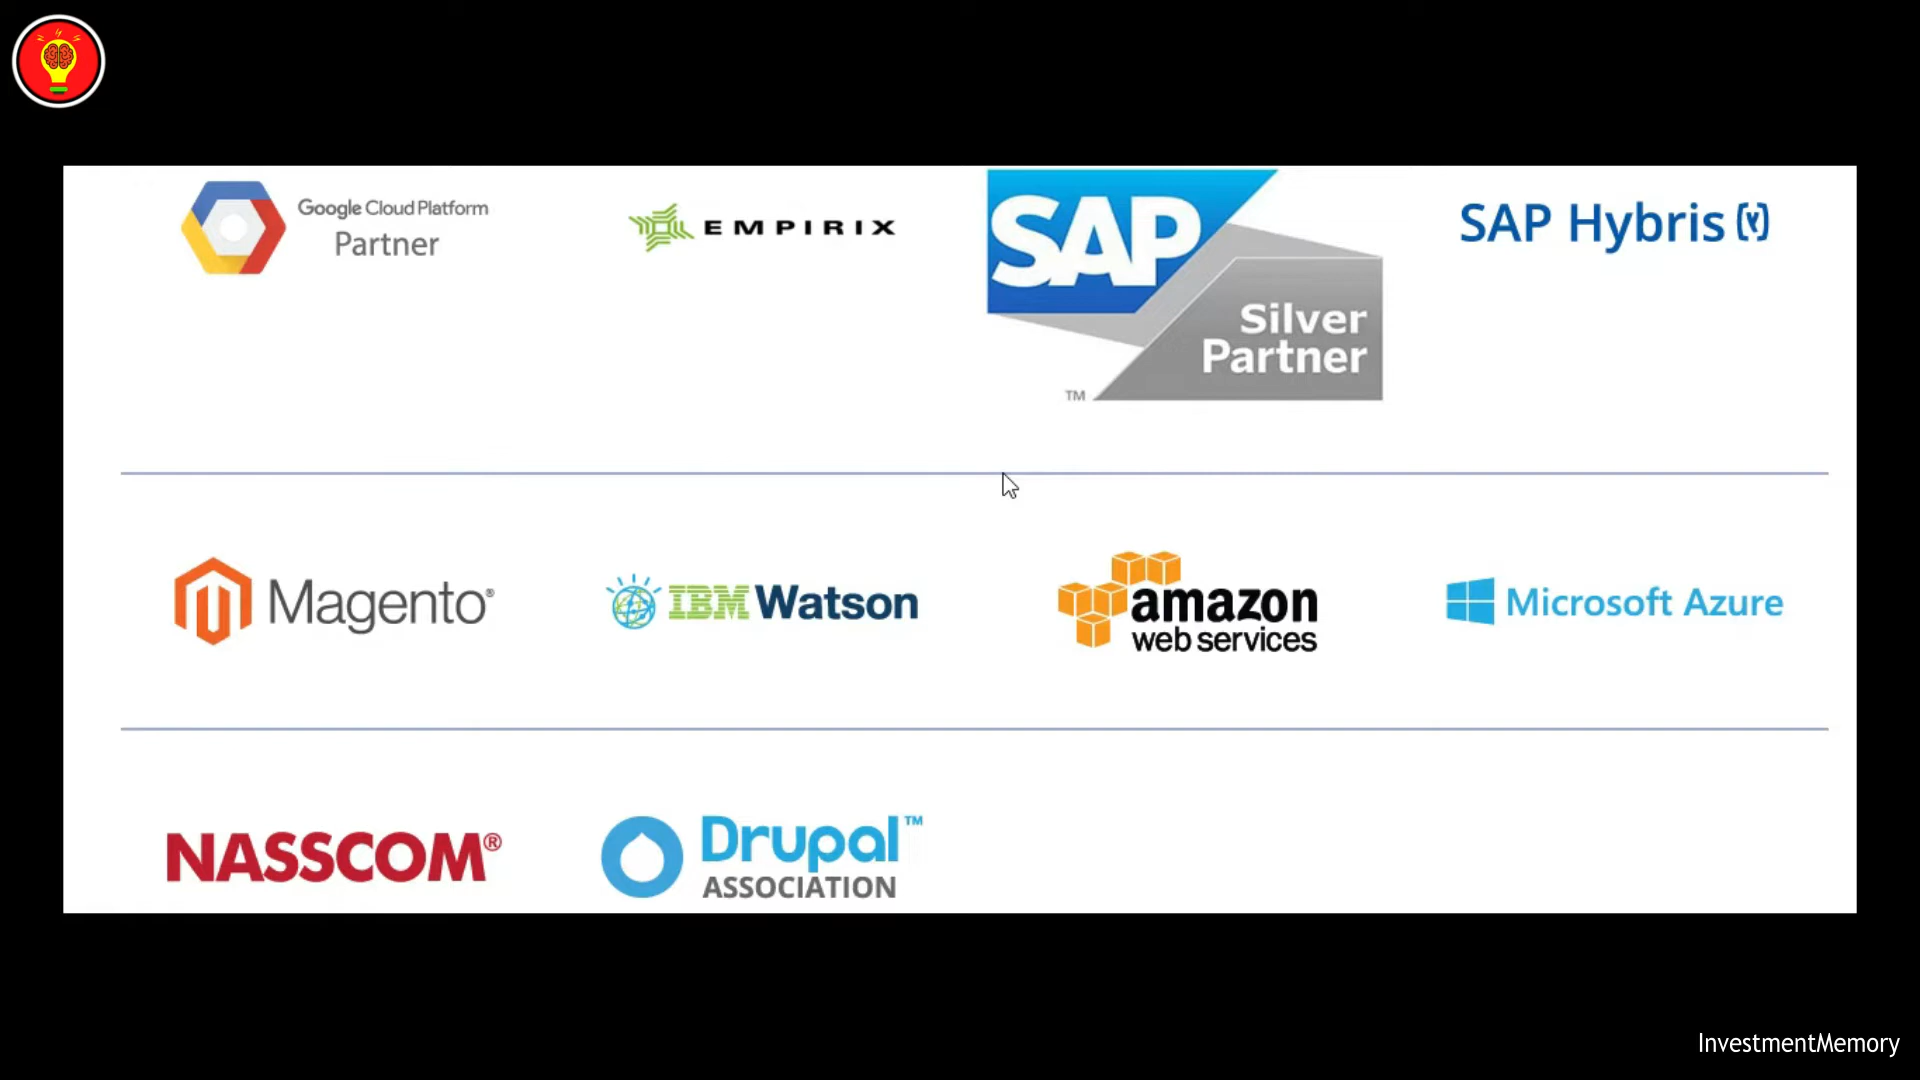 Google Cloud Platform
Partner
EMPIRIX
SAP
Silver
Partner
TM
SAP Hybris (y)
Magento®
IBM Watson
amazon
web services
Microsoft Azure
NASSCOM®
Drupal™
ASSOCIATION
InvestmentMemory